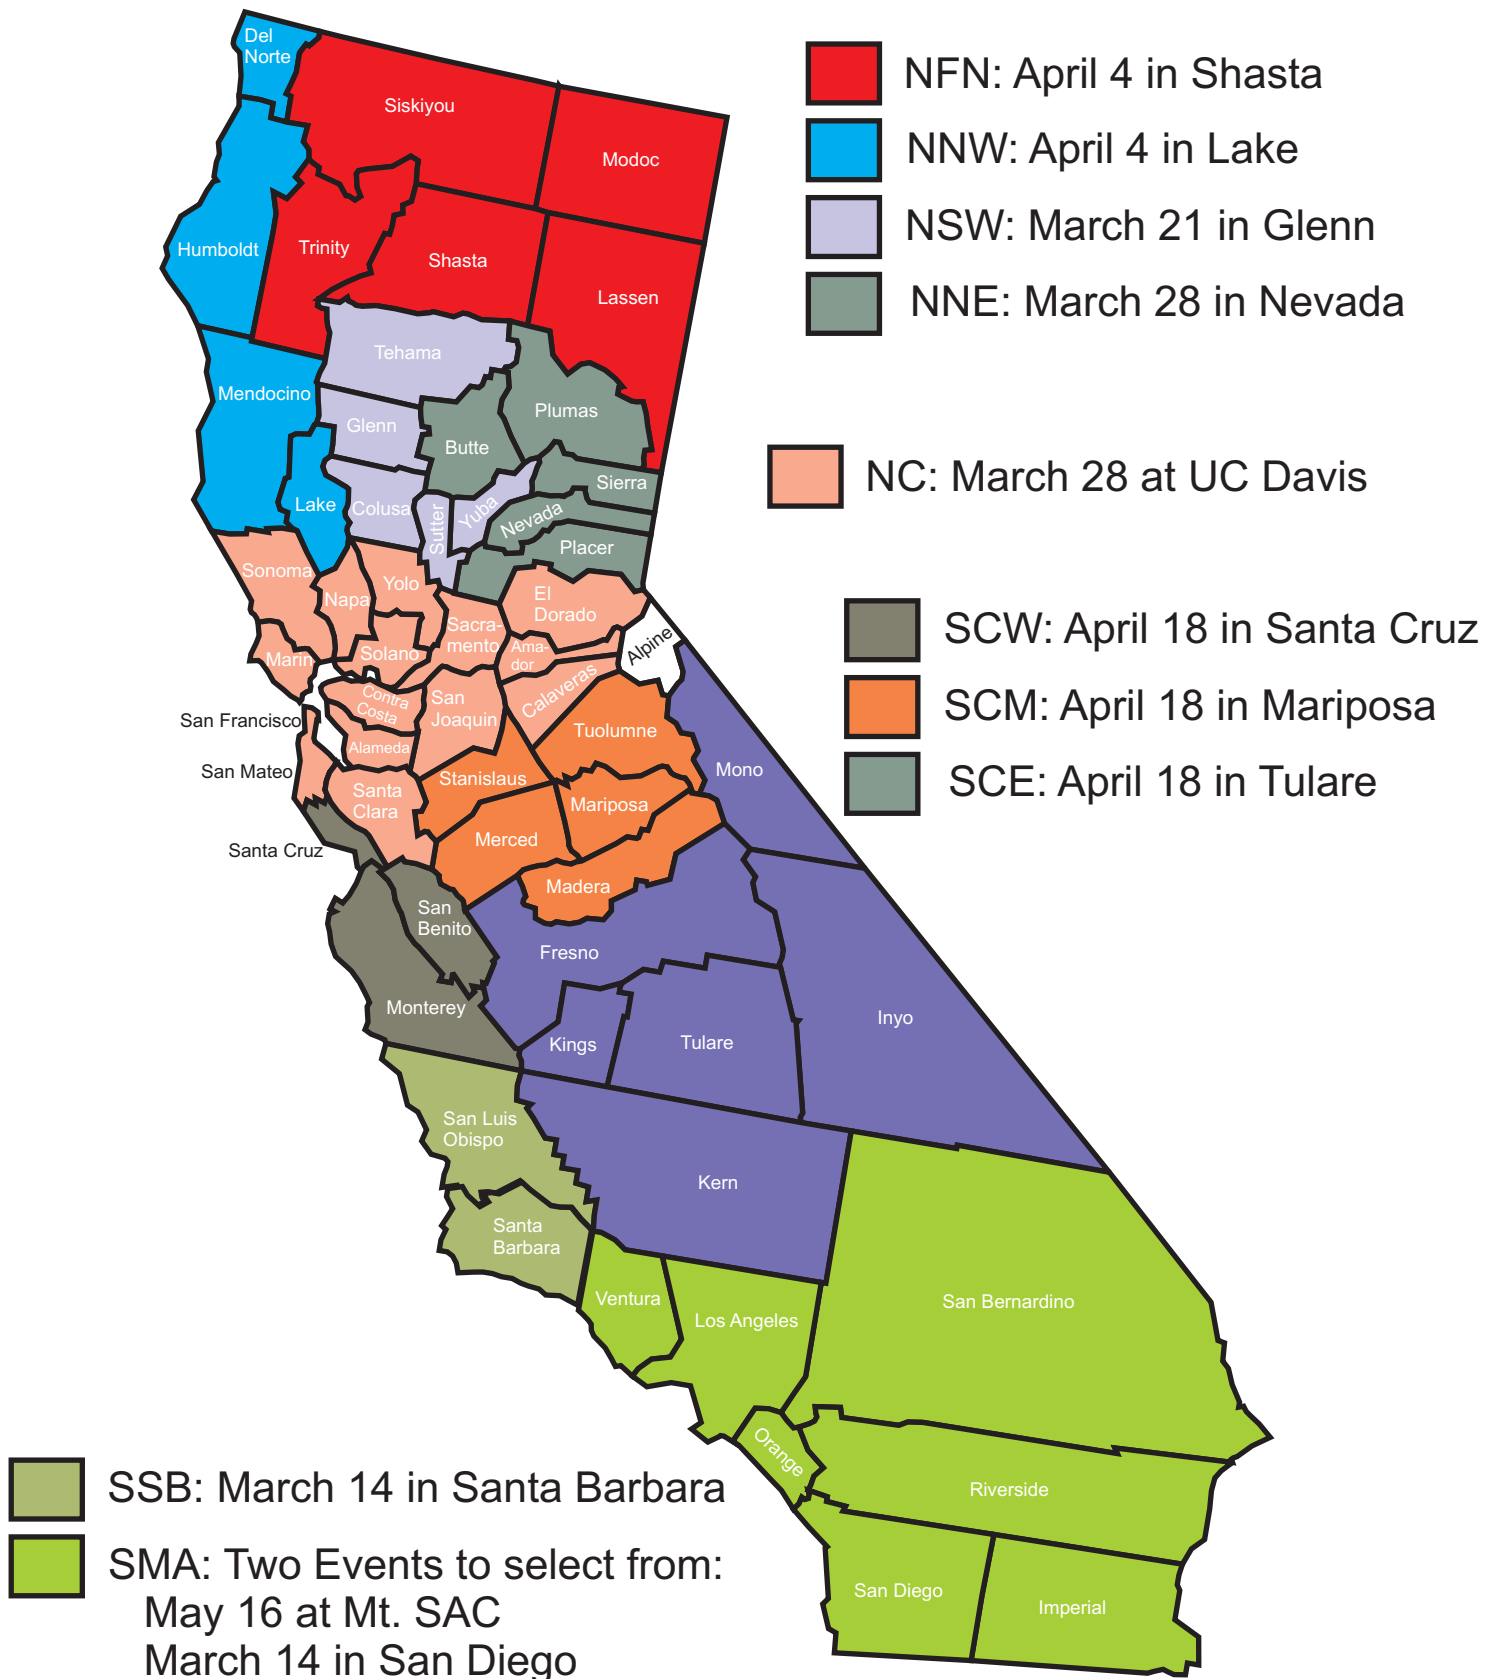 Del
Norte
Siskiyou
Modoc
Humboldt
Trinity
Shasta
Lassen
Tehama
Mendocino
Glenn
Plumas
Butte
Sierra
Lake
Colusa
Sutter
Yuba
Nevada
Placer
Sonoma
Napa
Yolo
El
Dorado
Sacra-
mento
Ama-
dor
Alpine
Marin
Solano
Calaveras
Contra
Costa
San
Joaquin
San Francisco
Alameda
Tuolumne
San Mateo
Stanislaus
Mono
Santa
Clara
Mariposa
Santa Cruz
Merced
Madera
San
Benito
Fresno
Monterey
Kings
Tulare
Inyo
San Luis
Obispo
Kern
Santa
Barbara
Ventura
Los Angeles
San Bernardino
Orange
Riverside
San Diego
Imperial
NFN: April 4 in Shasta
NNW: April 4 in Lake
NSW: March 21 in Glenn
NNE: March 28 in Nevada
NC: March 28 at UC Davis
SCW: April 18 in Santa Cruz
SCM: April 18 in Mariposa
SCE: April 18 in Tulare
SSB: March 14 in Santa Barbara
SMA: Two Events to select from:
May 16 at Mt. SAC
March 14 in San Diego